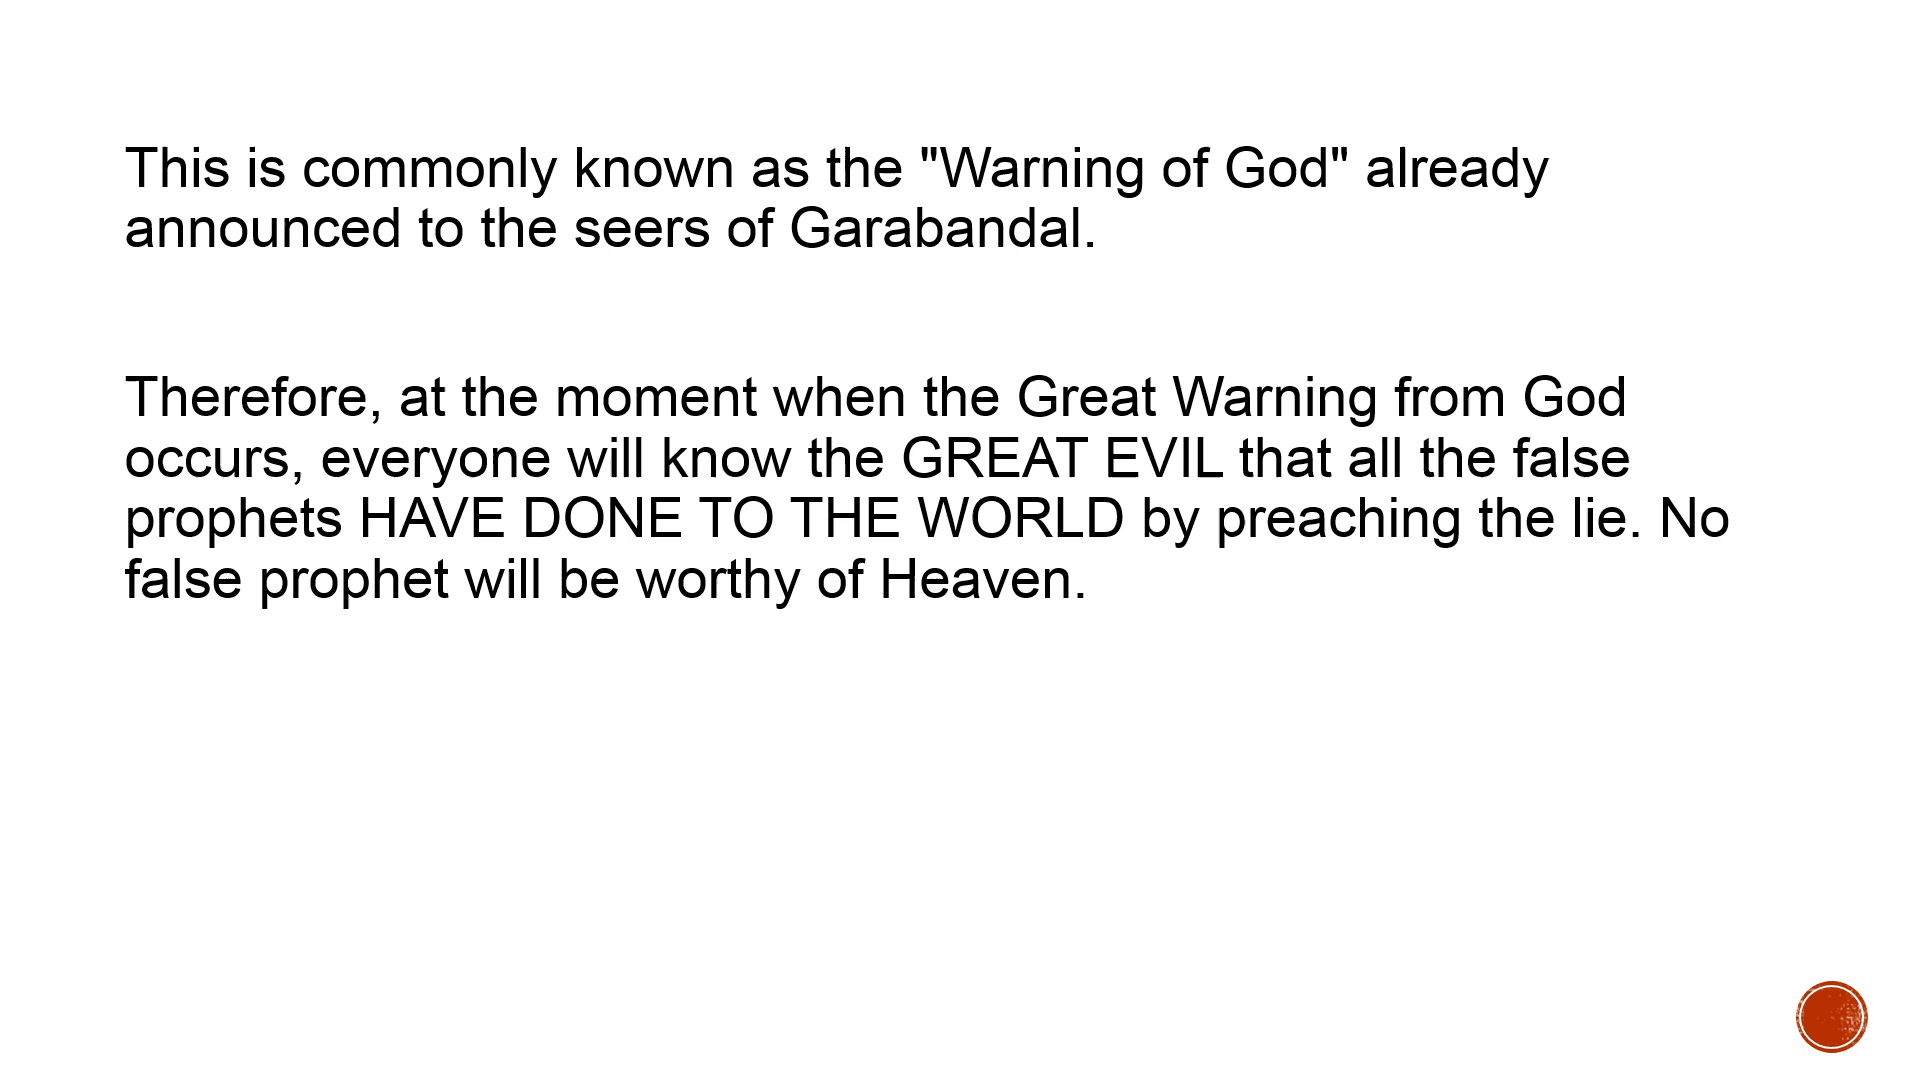 This is commonly known as the "Warning of God" already
announced to the seers of Garabandal.
Therefore, at the moment when the Great Warning from God
occurs, everyone will know the GREAT EVIL that all the false
prophets HAVE DONE TO THE WORLD by preaching the lie. No
false prophet will be worthy of Heaven.